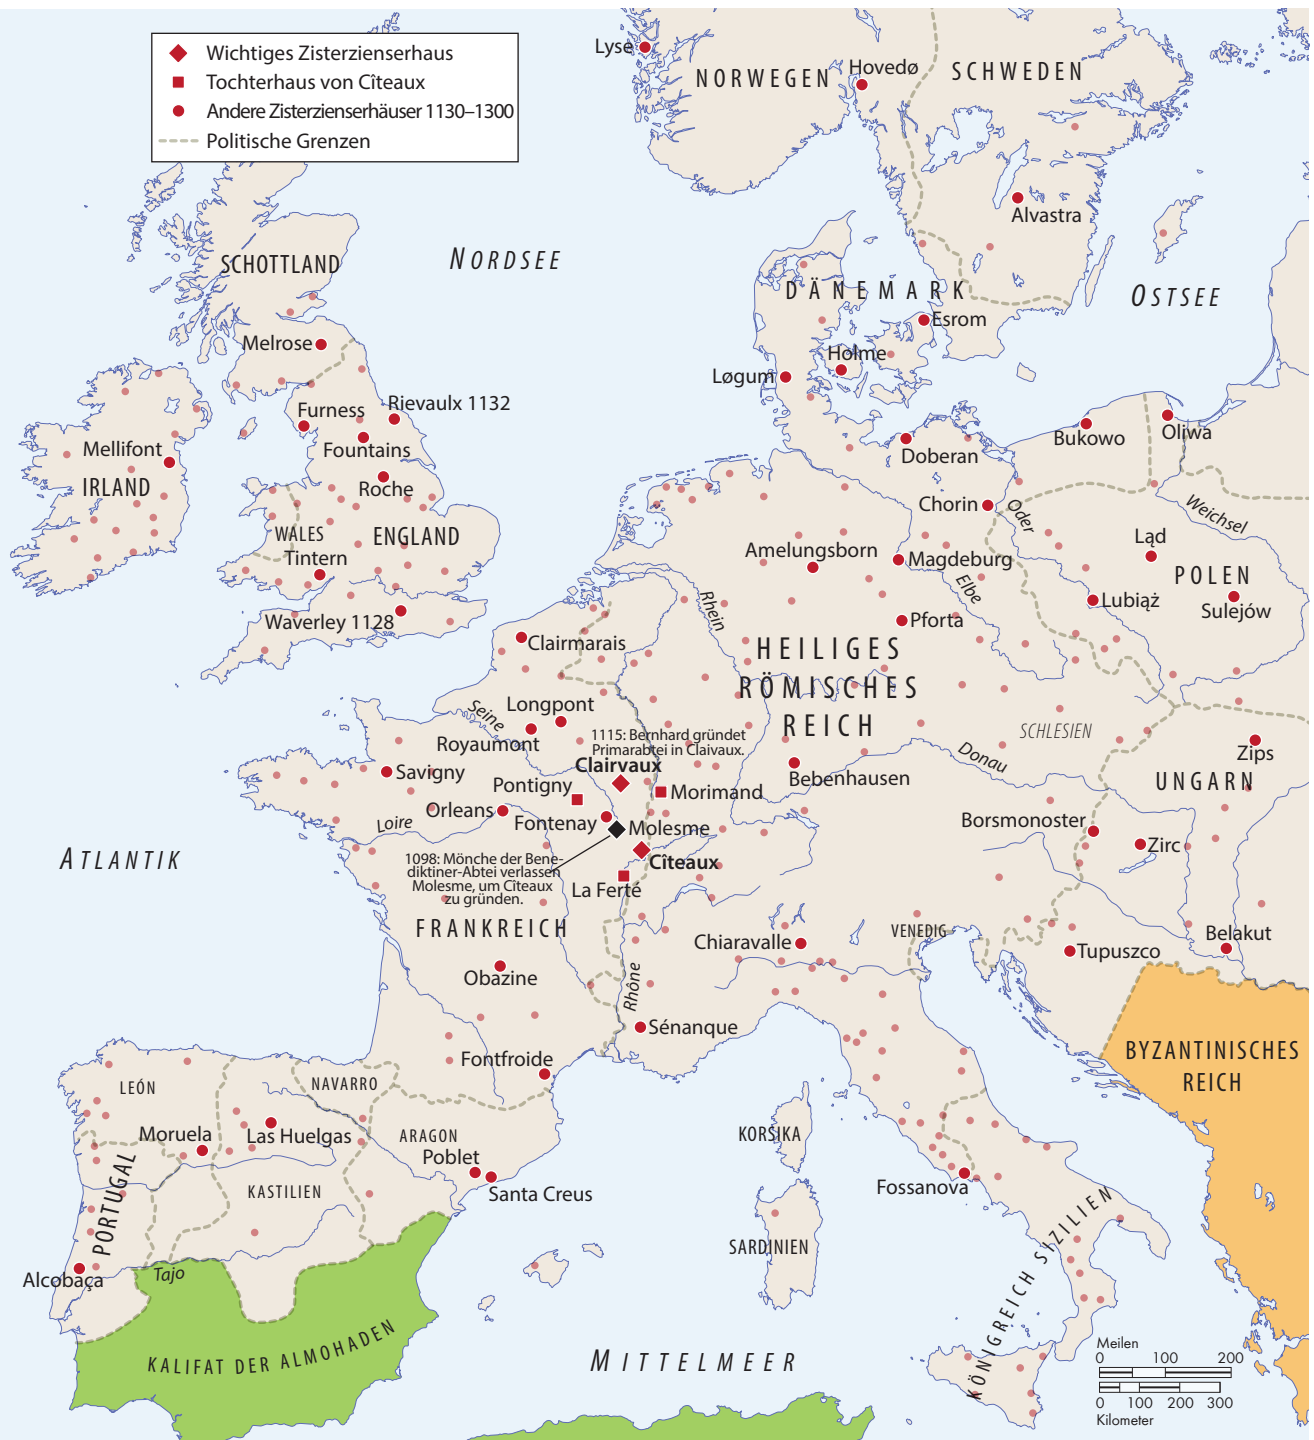 Wichtiges Zisterzienserhaus
Tochterhaus von Cîteaux
Andere Zisterzienserhäuser 1130–1300
Politische Grenzen
Lyse
NORWEGEN
Hovedø
SCHWEDEN
Alvastra
SCHOTTLAND
NORDSEE
DÄNEMARK
OSTSEE
Esrom
Melrose
Holme
Løgum
Furness
Rievaulx 1132
Fountains
Mellifont
IRLAND
Roche
Bukowo
Oliwa
Doberan
Chorin
Oder
Weichsel
WALES
ENGLAND
Tintern
Amelungsborn
Magdeburg
Ląd
POLEN
Elbe
Rhein
Lubiąż
Sulejów
Waverley 1128
Pforta
Clairmarais
HEILIGES
RÖMISCHES
REICH
Seine
Longpont
Royaumont
1115: Bernhard gründet
Primarabtei in Claivaux.
SCHLESIEN
Donau
Zips
Clairvaux
Savigny
Pontigny
Morimand
Bebenhausen
UNGARN
Orleans
Loire
Fontenay
Molesme
Borsmonoster
Zirc
ATLANTIK
1098: Mönche der Bene-
diktiner-Abtei verlassen
Molesme, um Cîteaux
zu gründen.
Cîteaux
La Ferté
FRANKREICH
Chiaravalle
VENEDIG
Tupuszco
Belakut
Obazine
Rhône
Sénanque
Fontfroide
BYZANTINISCHES
REICH
LEÓN
NAVARRO
Moruela
Las Huelgas
ARAGON
Poblet
KORSIKA
Santa Creus
KASTILIEN
PORTUGAL
Fossanova
SARDINIEN
KÖNIGREICH SIZILIEN
Alcobaça
Tajo
KALIFAT DER ALMOHADEN
MITTELMEER
Meilen
0 100 200
0 100 200 300
Kilometer